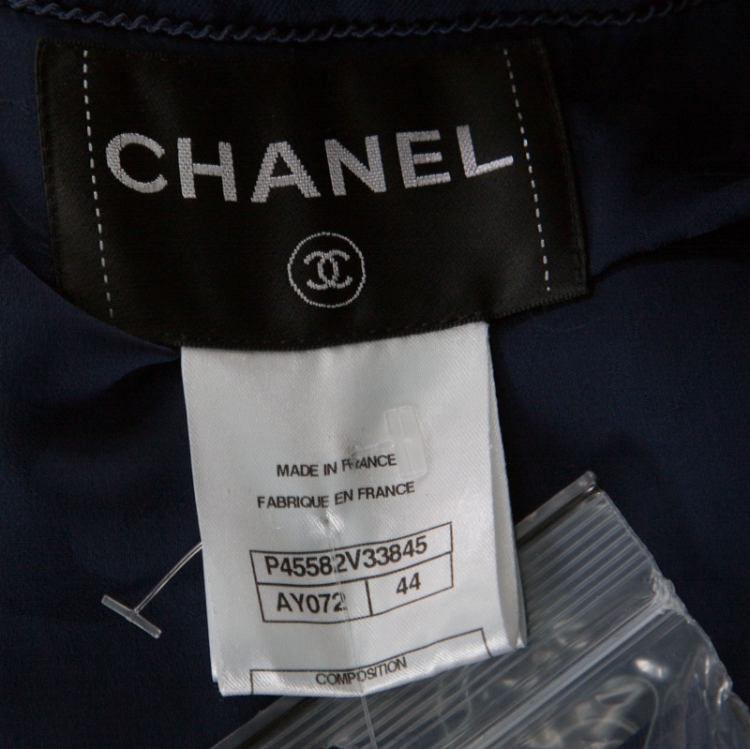 CHANEL
MADE IN FRANCE
FABRIQUE EN FRANCE
P45582V33845
AY072 44
COMPOSITION